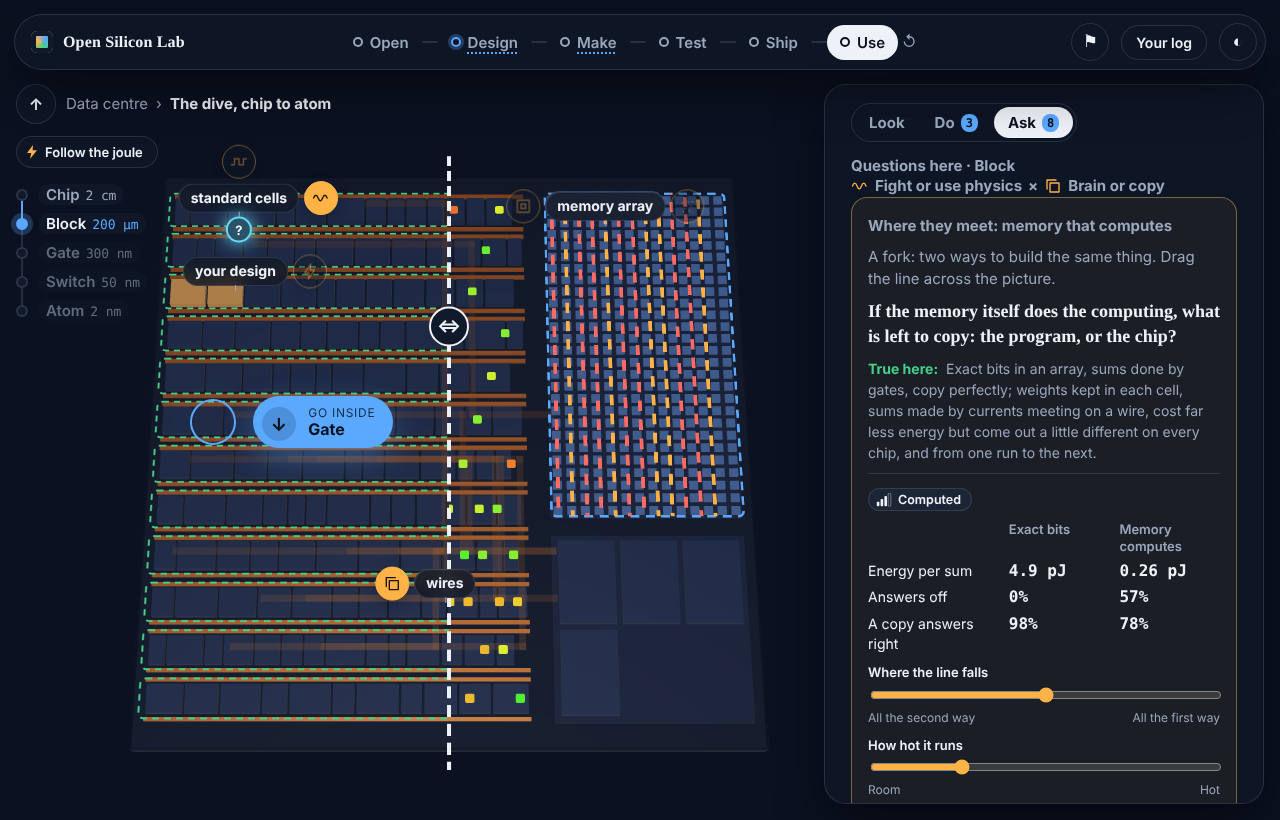 Open Silicon Lab
Open
Design
Make
Test
Ship
Use
Your log
Data centre › The dive, chip to atom
Follow the joule
Chip 2 cm
Block 200 µm
Gate 300 nm
Switch 50 nm
Atom 2 nm
standard cells
?
your design
memory array
GO INSIDE
Gate
wires
Look
Do 3
Ask 8
Questions here · Block
Fight or use physics × Brain or copy
Where they meet: memory that computes
A fork: two ways to build the same thing. Drag
the line across the picture.
If the memory itself does the computing, what
is left to copy: the program, or the chip?
True here: Exact bits in an array, sums done by
gates, copy perfectly; weights kept in each cell,
sums made by currents meeting on a wire, cost far
less energy but come out a little different on every
chip, and from one run to the next.
Computed
Exact bits
Memory
computes
Energy per sum 4.9 pJ 0.26 pJ
Answers off 0% 57%
A copy answers 98% 78%
right
Where the line falls
All the second way All the first way
How hot it runs
Room Hot